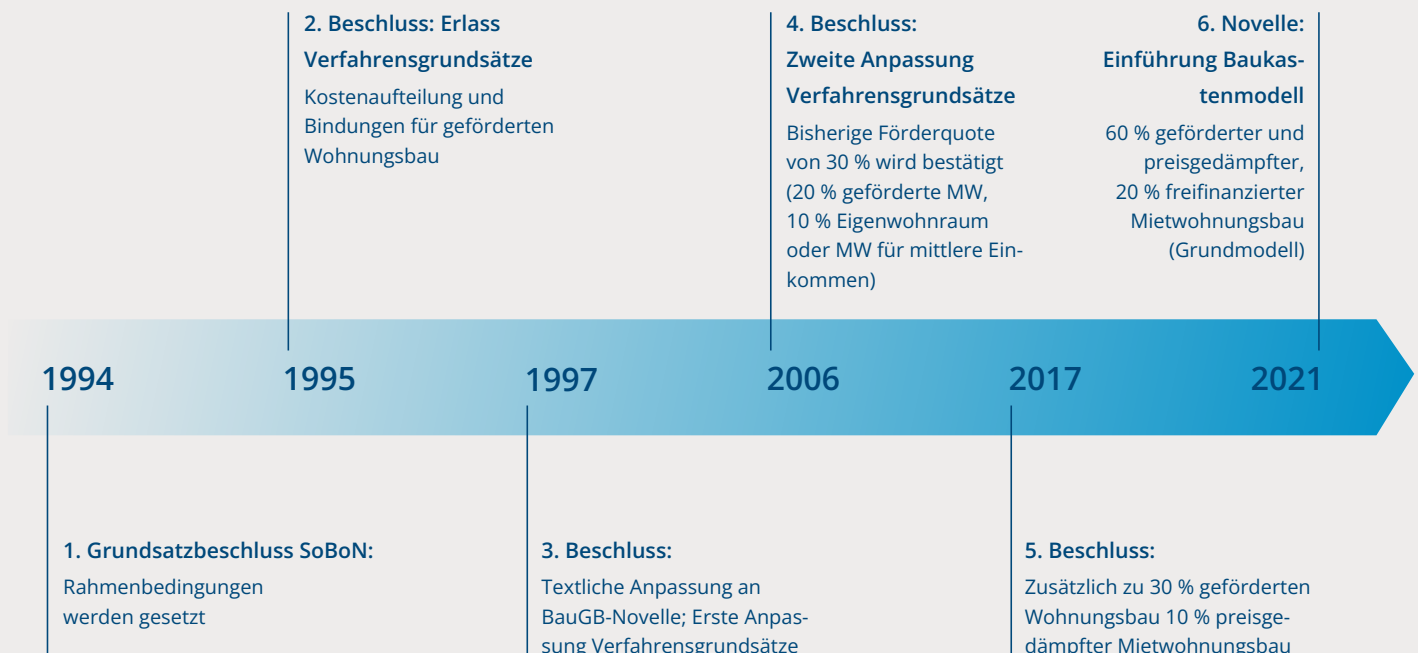 2. Beschluss: Erlass
Verfahrensgrundsätze
Kostenaufteilung und
Bindungen für geförderten
Wohnungsbau
4. Beschluss:
Zweite Anpassung
Verfahrensgrundsätze
Bisherige Förderquote
von 30 % wird bestätigt
(20 % geförderte MW,
10 % Eigenwohnraum
oder MW für mittlere Ein-
kommen)
6. Novelle:
Einführung Baukas-
tenmodell
60 % geförderter und
preisgedämpfter,
20 % freifinanzierter
Mietwohnungsbau
(Grundmodell)
1994
1995
1997
2006
2017
2021
1. Grundsatzbeschluss SoBoN:
Rahmenbedingungen
werden gesetzt
3. Beschluss:
Textliche Anpassung an
BauGB-Novelle; Erste Anpas-
sung Verfahrensgrundsätze
5. Beschluss:
Zusätzlich zu 30 % geförderten
Wohnungsbau 10 % preisge-
dämpfter Mietwohnungsbau